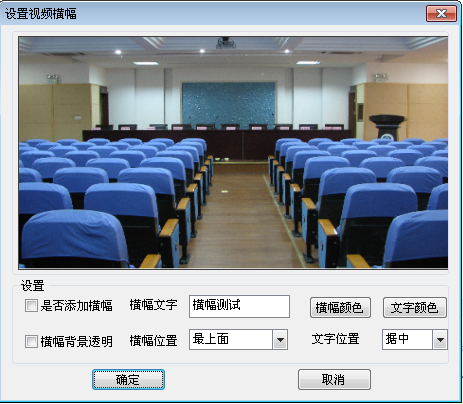 设置视频横幅
设置
是否添加横幅 横幅文字 横幅测试 横幅颜色 文字颜色
横幅背景透明 横幅位置 最上面 文字位置 据中
确定 取消